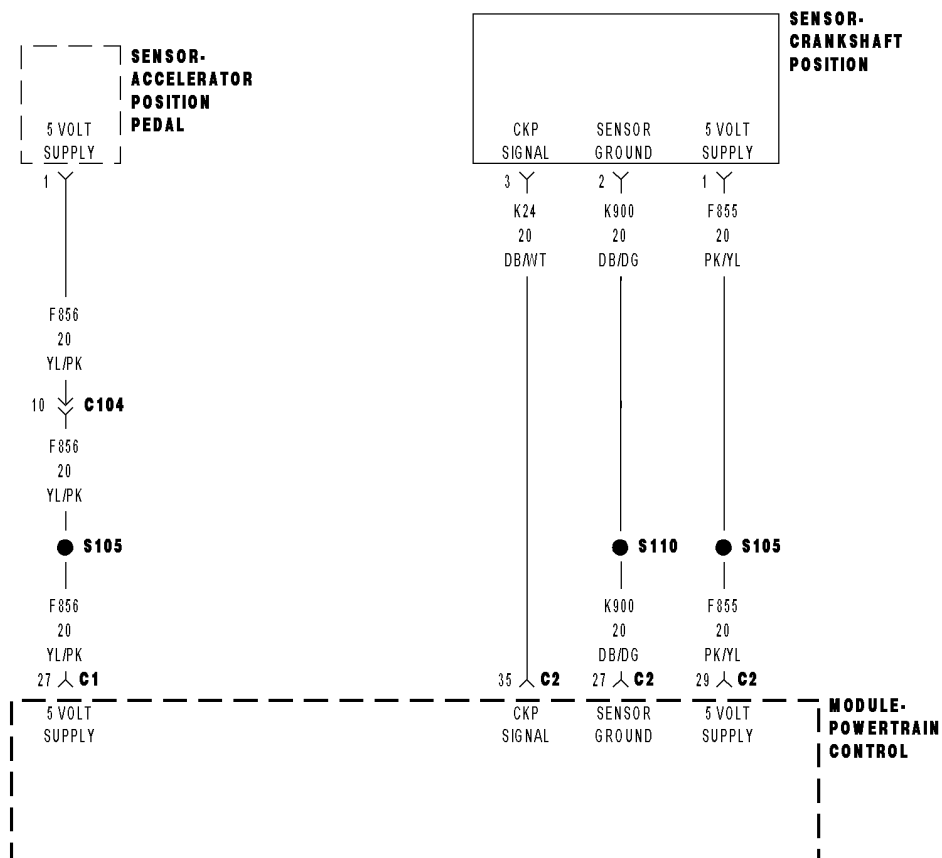 SENSOR-
ACCELERATOR
POSITION
PEDAL
5 VOLT
SUPPLY
1
F856
20
YL/PK
10
C104
F856
20
YL/PK
S105
F856
20
YL/PK
27
C1
5 VOLT
SUPPLY
SENSOR-
CRANKSHAFT
POSITION
CKP
SIGNAL
SENSOR
GROUND
5 VOLT
SUPPLY
3
2
1
K24
20
DB/WT
K900
20
DB/DG
F855
20
PK/YL
S110
S105
K900
20
DB/DG
F855
20
PK/YL
35
C2
27
C2
29
C2
CKP
SIGNAL
SENSOR
GROUND
5 VOLT
SUPPLY
MODULE-
POWERTRAIN
CONTROL